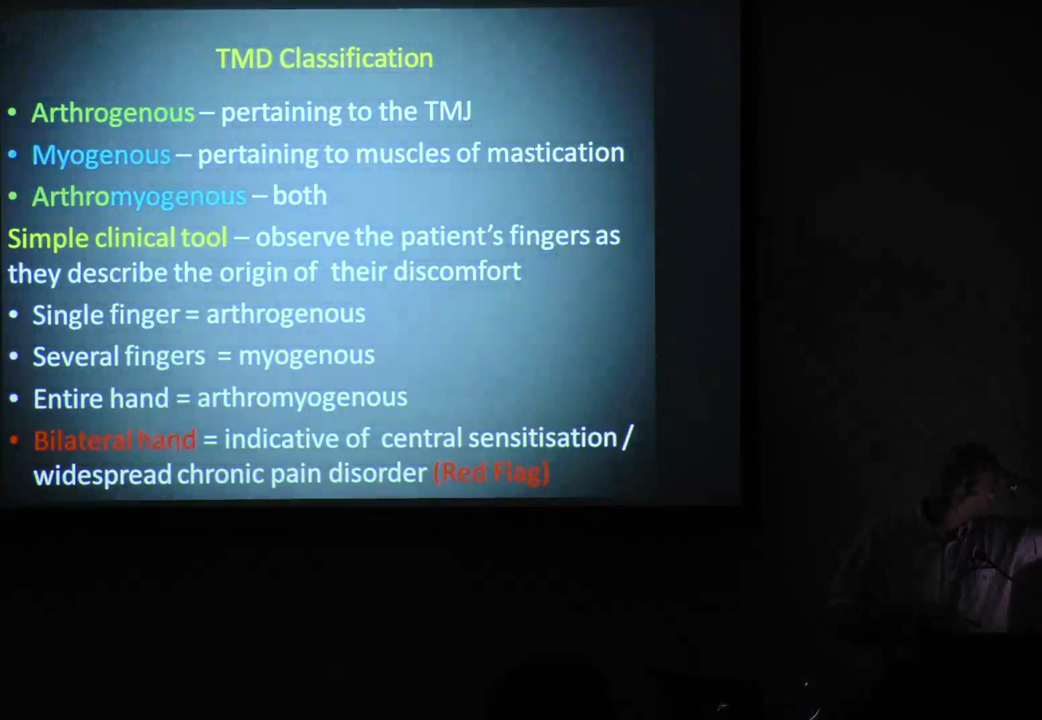 TMD Classification
• Arthrogenous – pertaining to the TMJ
• Myogenous – pertaining to muscles of mastication
• Arthromyogenous – both
Simple clinical tool – observe the patient's fingers as
they describe the origin of their discomfort
• Single finger = arthrogenous
• Several fingers = myogenous
• Entire hand = arthromyogenous
• Bilateral hand = indicative of central sensitisation /
widespread chronic pain disorder (Red Flag)